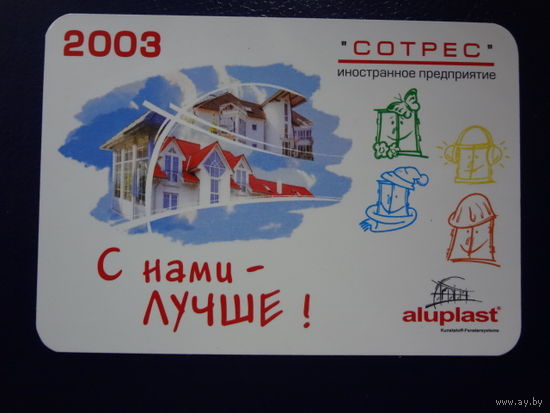 2003
"СОТРЕС"
иностранное предприятие
С нами -
ЛУЧШЕ!
aluplast®
Kunststoff-Fenstersysteme
www.ay.by